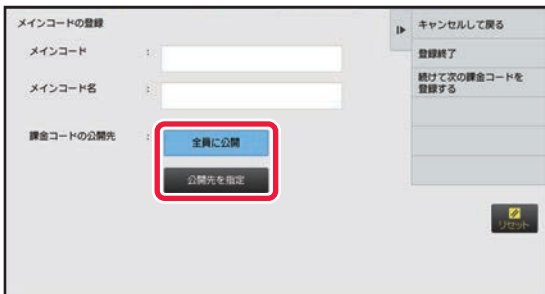 メインコードの登録
キャンセルして戻る
メインコード :
登録終了
続けて次の課金コードを
登録する
メインコード名 :
課金コードの公開先 :
全員に公開
公開先を指定
リセット